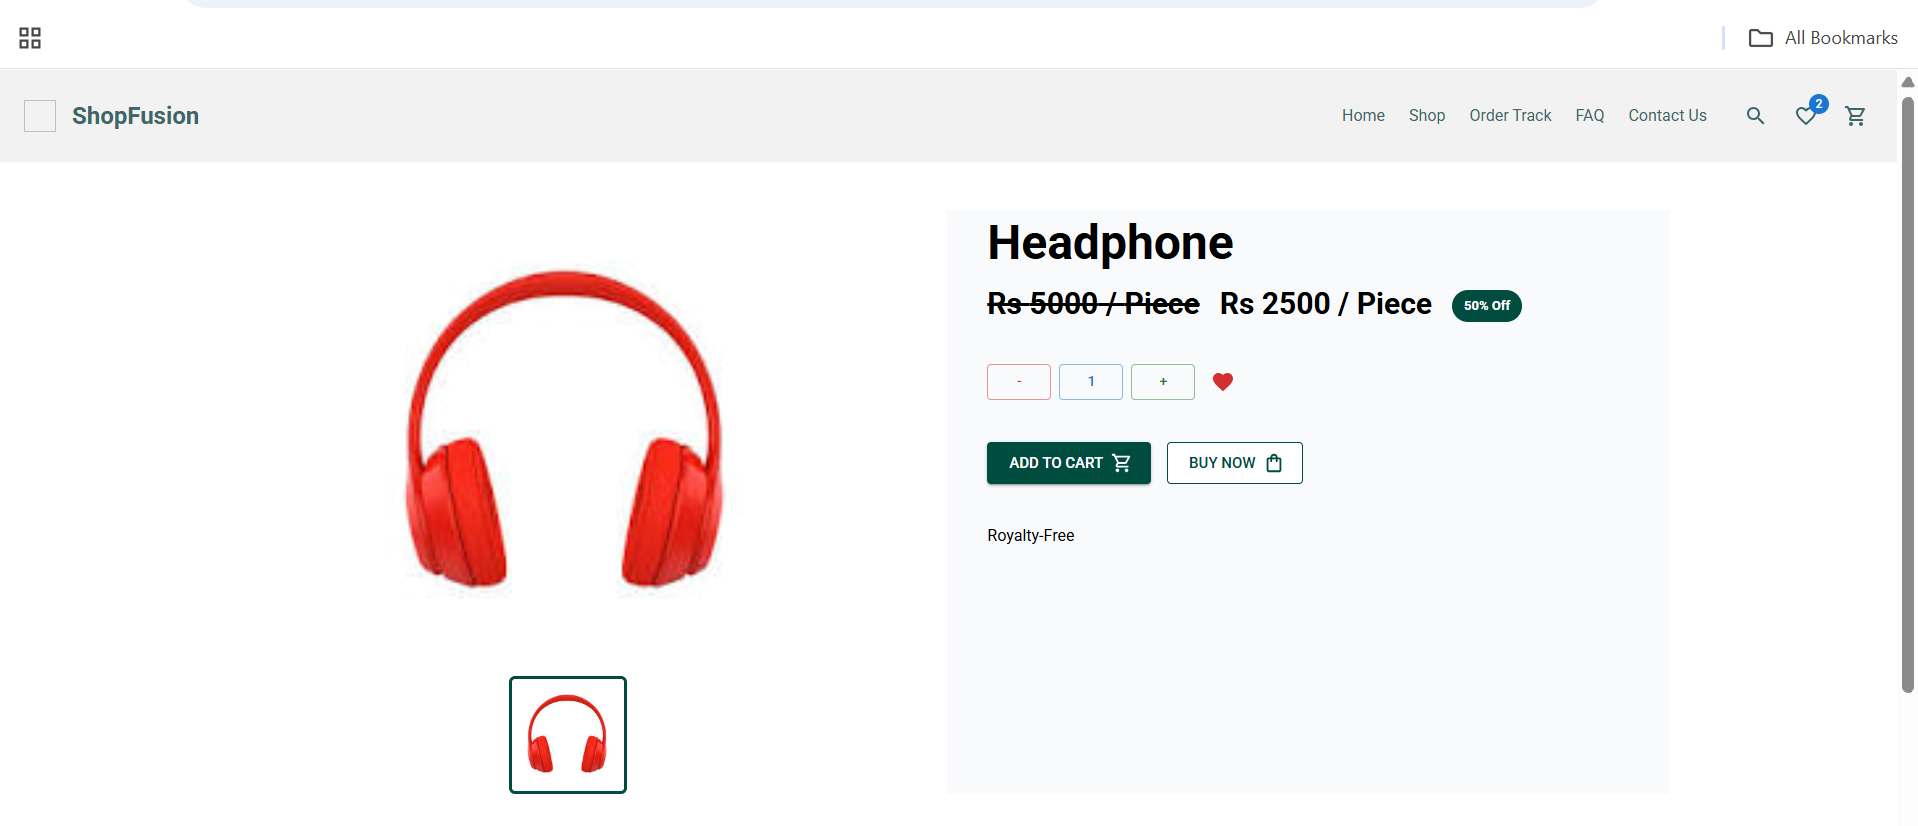 All Bookmarks
ShopFusion
Home Shop Order Track FAQ Contact Us 2
Headphone
Rs 5000 / Piece Rs 2500 / Piece 50% Off
- 1 +
ADD TO CART BUY NOW
Royalty-Free